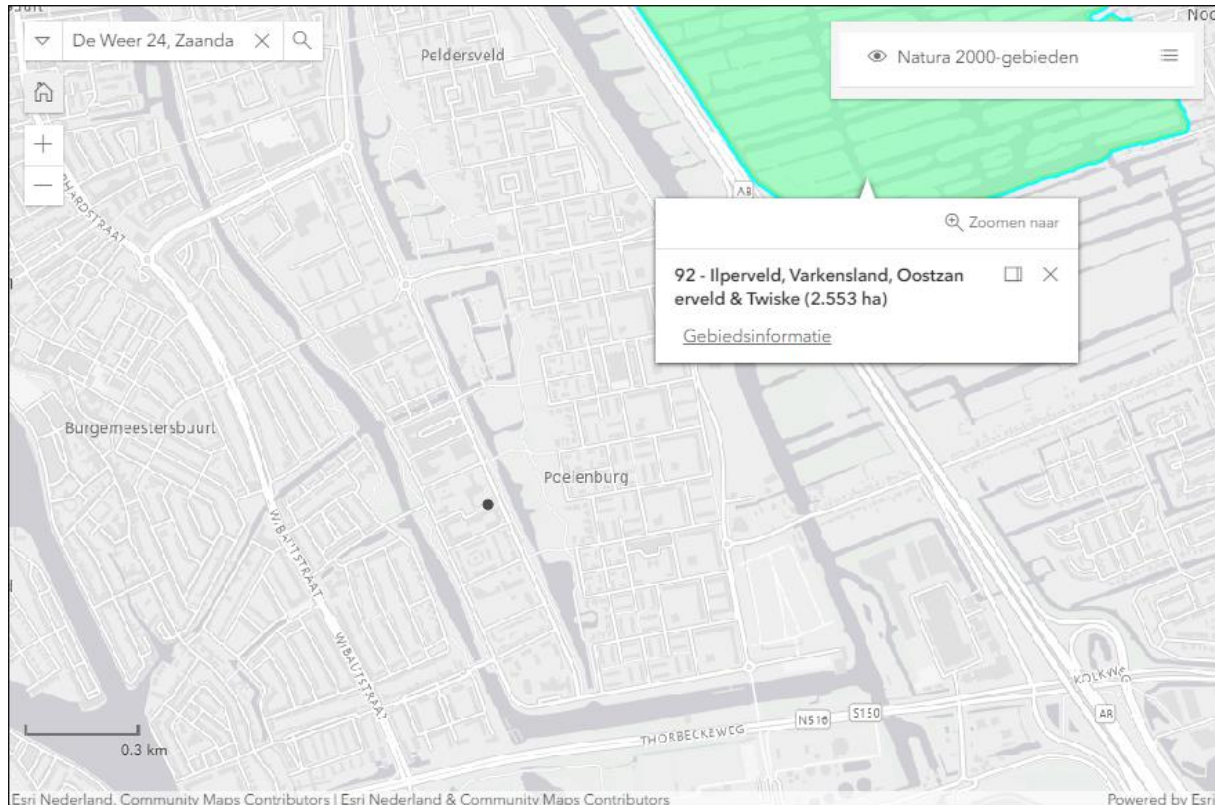 De Weer 24, Zaanda
Peldersveld
Natura 2000-gebieden
A8
Zoomen naar
92 - Ilperveld, Varkensland, Oostzan
erveld & Twiske (2.553 ha)
Gebiedsinformatie
Burgemeestersbuurt
Poelenburg
WIBAUTSTRAAT
WIBAUTSTRAAT
KOLKWEG
A8
S150
N516
THORBECKEWEG
0.3 km
Esri Nederland, Community Maps Contributors | Esri Nederland & Community Maps Contributors
Powered by Esri